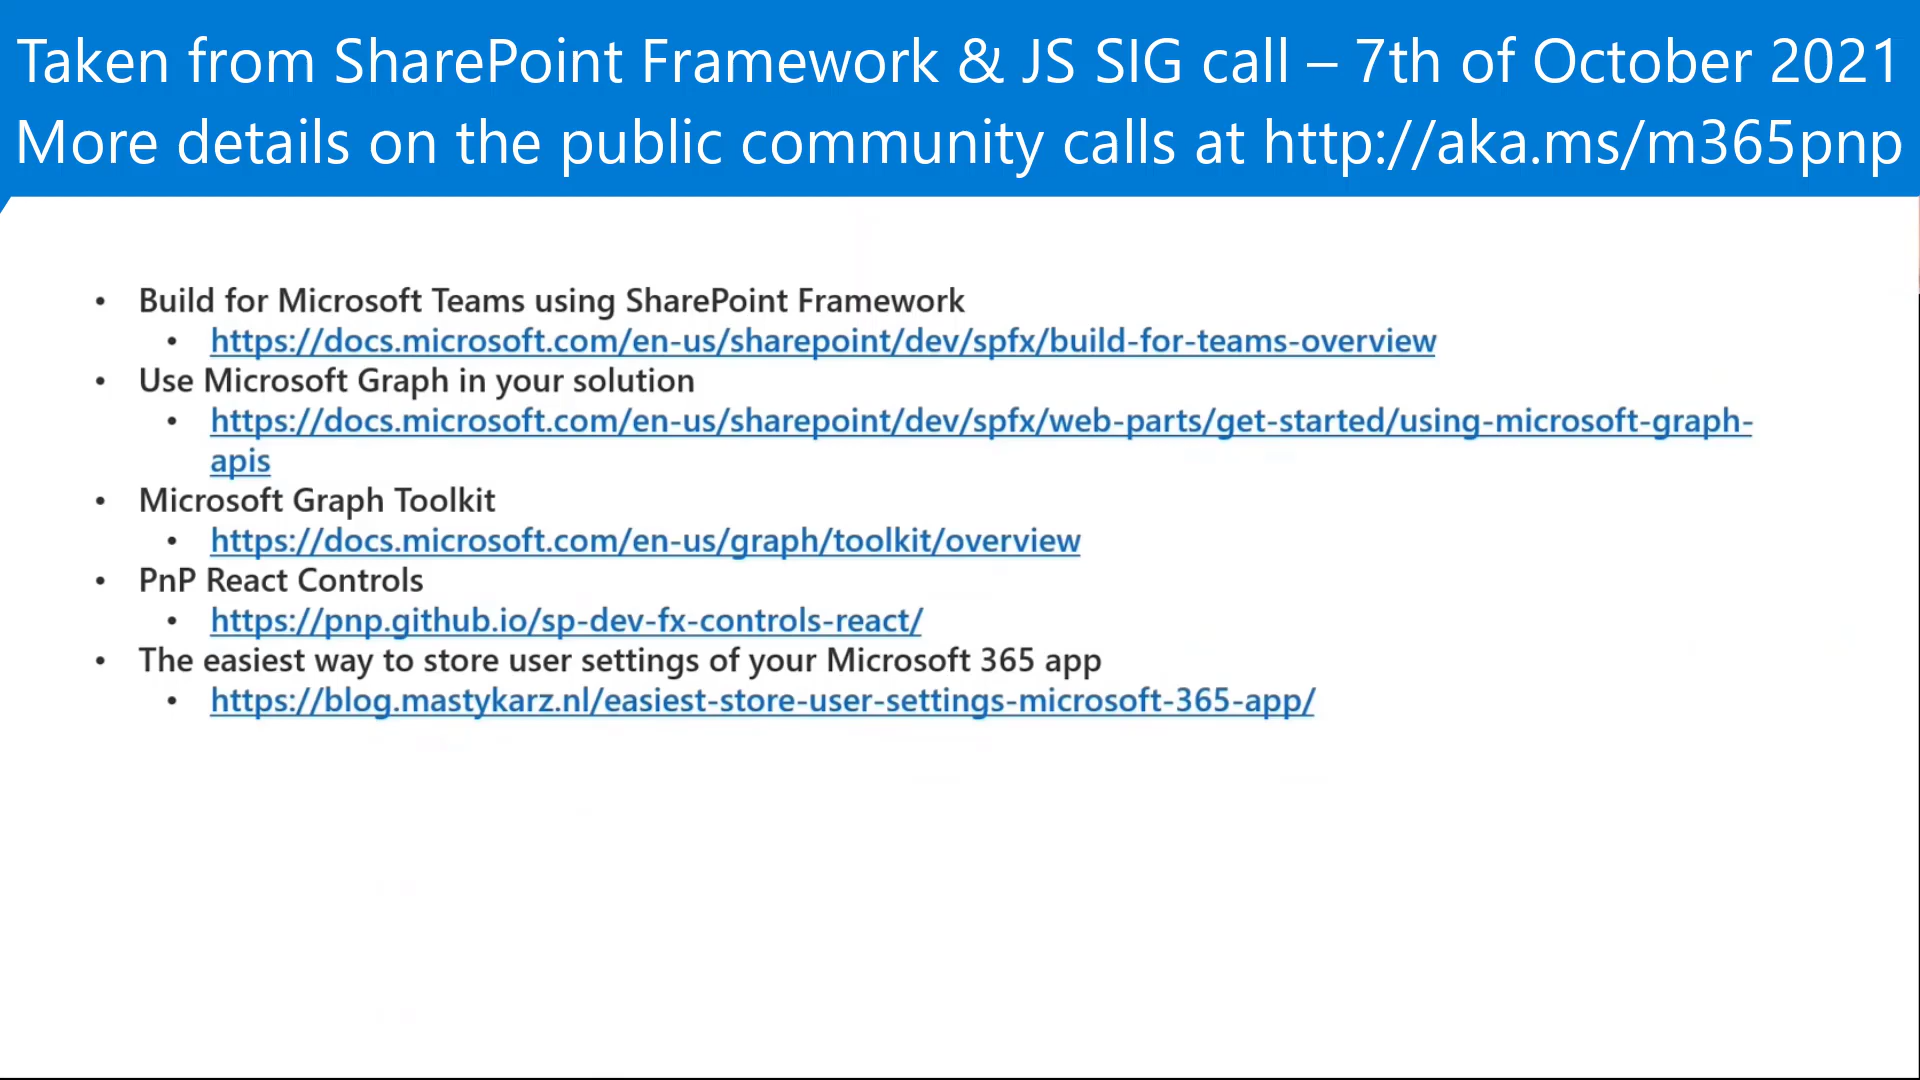 Taken from SharePoint Framework & JS SIG call – 7th of October 2021
More details on the public community calls at http://aka.ms/m365pnp
• Build for Microsoft Teams using SharePoint Framework
• https://docs.microsoft.com/en-us/sharepoint/dev/spfx/build-for-teams-overview
• Use Microsoft Graph in your solution
• https://docs.microsoft.com/en-us/sharepoint/dev/spfx/web-parts/get-started/using-microsoft-graph-
apis
• Microsoft Graph Toolkit
• https://docs.microsoft.com/en-us/graph/toolkit/overview
• PnP React Controls
• https://pnp.github.io/sp-dev-fx-controls-react/
• The easiest way to store user settings of your Microsoft 365 app
• https://blog.mastykarz.nl/easiest-store-user-settings-microsoft-365-app/